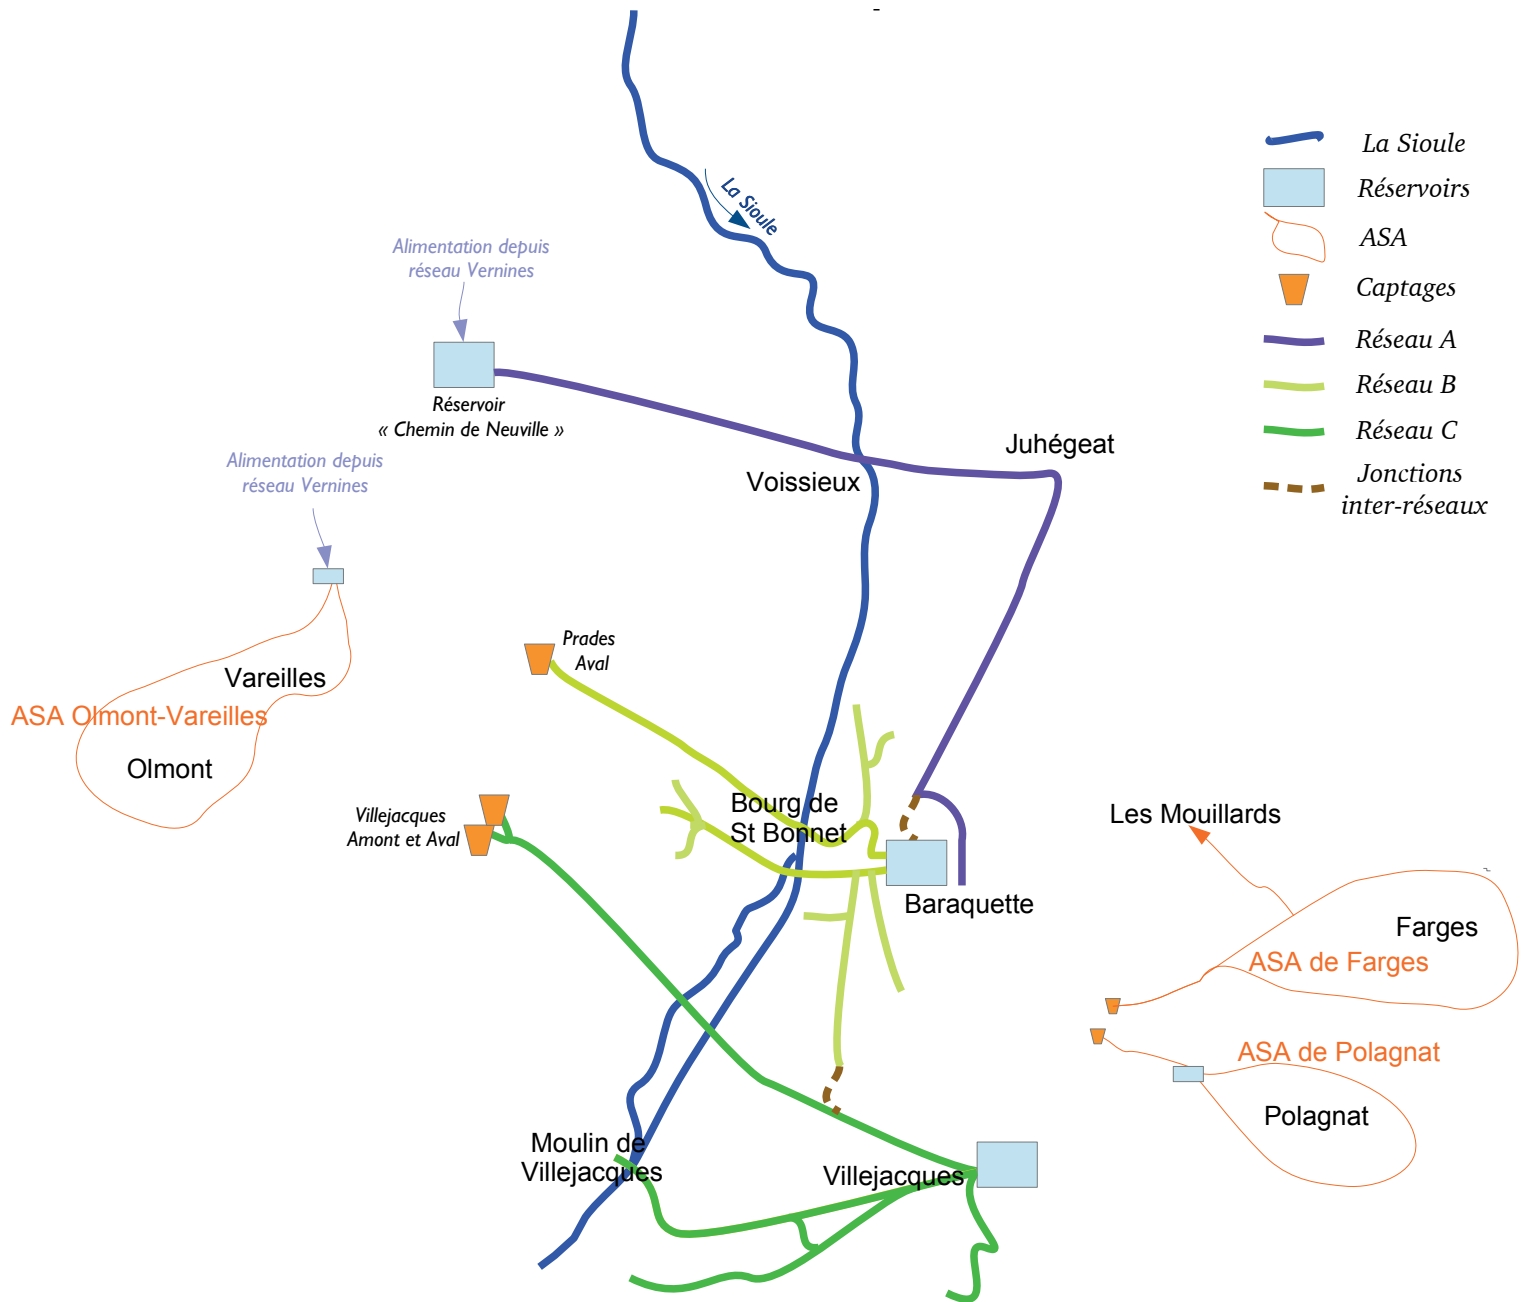 La Sioule
Alimentation depuis
réseau Vernines
Réservoir
« Chemin de Neuville »
Alimentation depuis
réseau Vernines
Voissieux
Juhégeat
La Sioule
Réservoirs
ASA
Captages
Réseau A
Réseau B
Réseau C
Jonctions
inter-réseaux
Prades
Aval
Vareilles
ASA Olmont-Vareilles
Olmont
Villejacques
Amont et Aval
Bourg de
St Bonnet
Baraquette
Les Mouillards
Farges
ASA de Farges
ASA de Polagnat
Polagnat
Moulin de
Villejacques
Villejacques